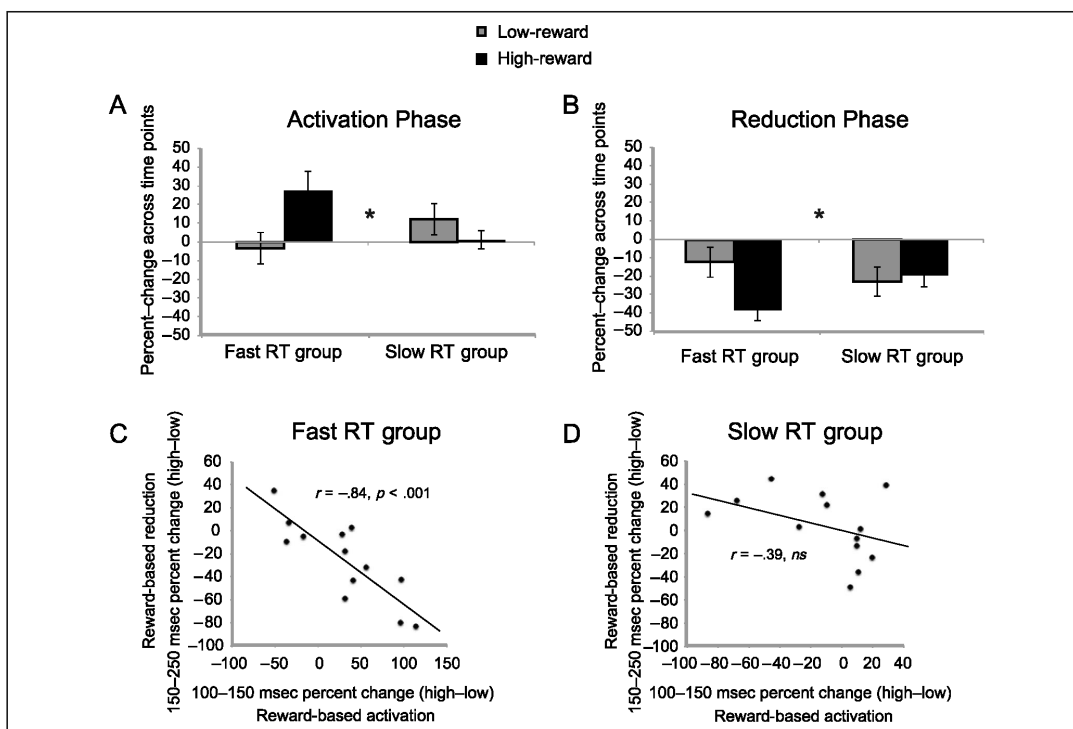 Low-reward
High-reward
A
Activation Phase
Percent–change across time points
50
40
30
20
10
0
–10
–20
–30
–40
–50
*
Fast RT group
Slow RT group
B
Reduction Phase
Percent–change across time points
50
40
30
20
10
0
–10
–20
–30
–40
–50
*
Fast RT group
Slow RT group
C
Fast RT group
Reward-based reduction
150–250 msec percent change (high–low)
60
40
20
0
–20
–40
–60
–80
–100
r = –.84, p < .001
–100 –50 0 50 100 150
100–150 msec percent change (high–low)
Reward-based activation
D
Slow RT group
Reward-based reduction
150–250 msec percent change (high–low)
60
40
20
0
–20
–40
–60
–80
–100
r = –.39, ns
–100 –80 –60 –40 –20 0 20 40
100–150 msec percent change (high–low)
Reward-based activation